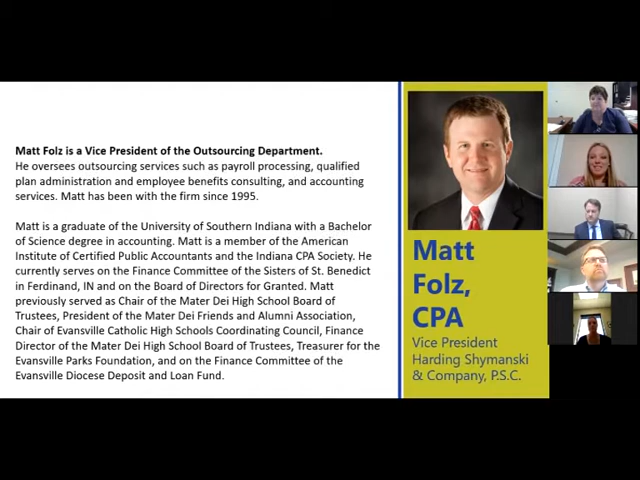 Matt Folz is a Vice President of the Outsourcing Department.
He oversees outsourcing services such as payroll processing, qualified
plan administration and employee benefits consulting, and accounting
services. Matt has been with the firm since 1995.
Matt is a graduate of the University of Southern Indiana with a Bachelor
of Science degree in accounting. Matt is a member of the American
Institute of Certified Public Accountants and the Indiana CPA Society. He
currently serves on the Finance Committee of the Sisters of St. Benedict
in Ferdinand, IN and on the Board of Directors for Granted. Matt
previously served as Chair of the Mater Dei High School Board of
Trustees, President of the Mater Dei Friends and Alumni Association,
Chair of Evansville Catholic High Schools Coordinating Council, Finance
Director of the Mater Dei High School Board of Trustees, Treasurer for the
Evansville Parks Foundation, and on the Finance Committee of the
Evansville Diocese Deposit and Loan Fund.
Matt
Folz,
CPA
Vice President
Harding Shymanski
& Company, P.S.C.